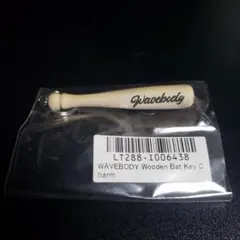 Wavebody
LT288-1006438
WAVEBODY Wooden Bat Key C
harm